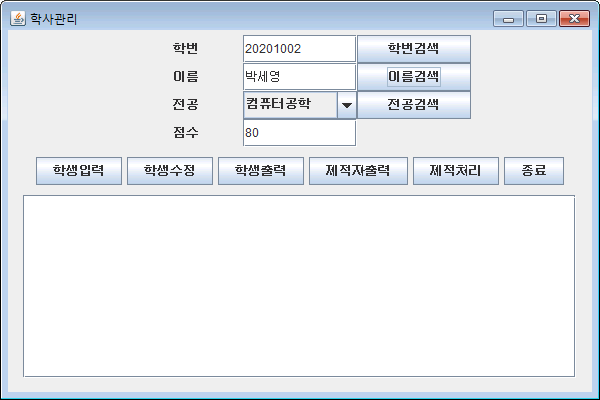 학사관리
학번 20201002 학번검색
이름 박세영 이름검색
전공 컴퓨터공학 전공검색
점수 80
학생입력 학생수정 학생출력 제적자출력 제적처리 종료